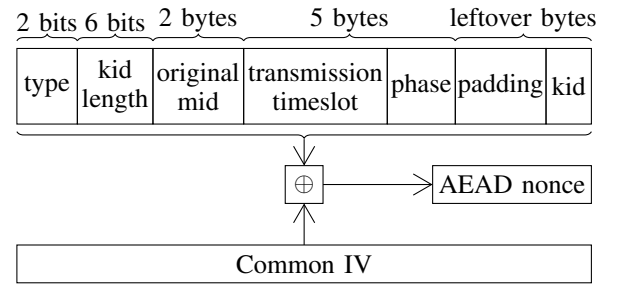 2 bits 6 bits 2 bytes 5 bytes leftover bytes
type kid length original mid transmission timeslot phase padding kid
⊕ AEAD nonce
Common IV